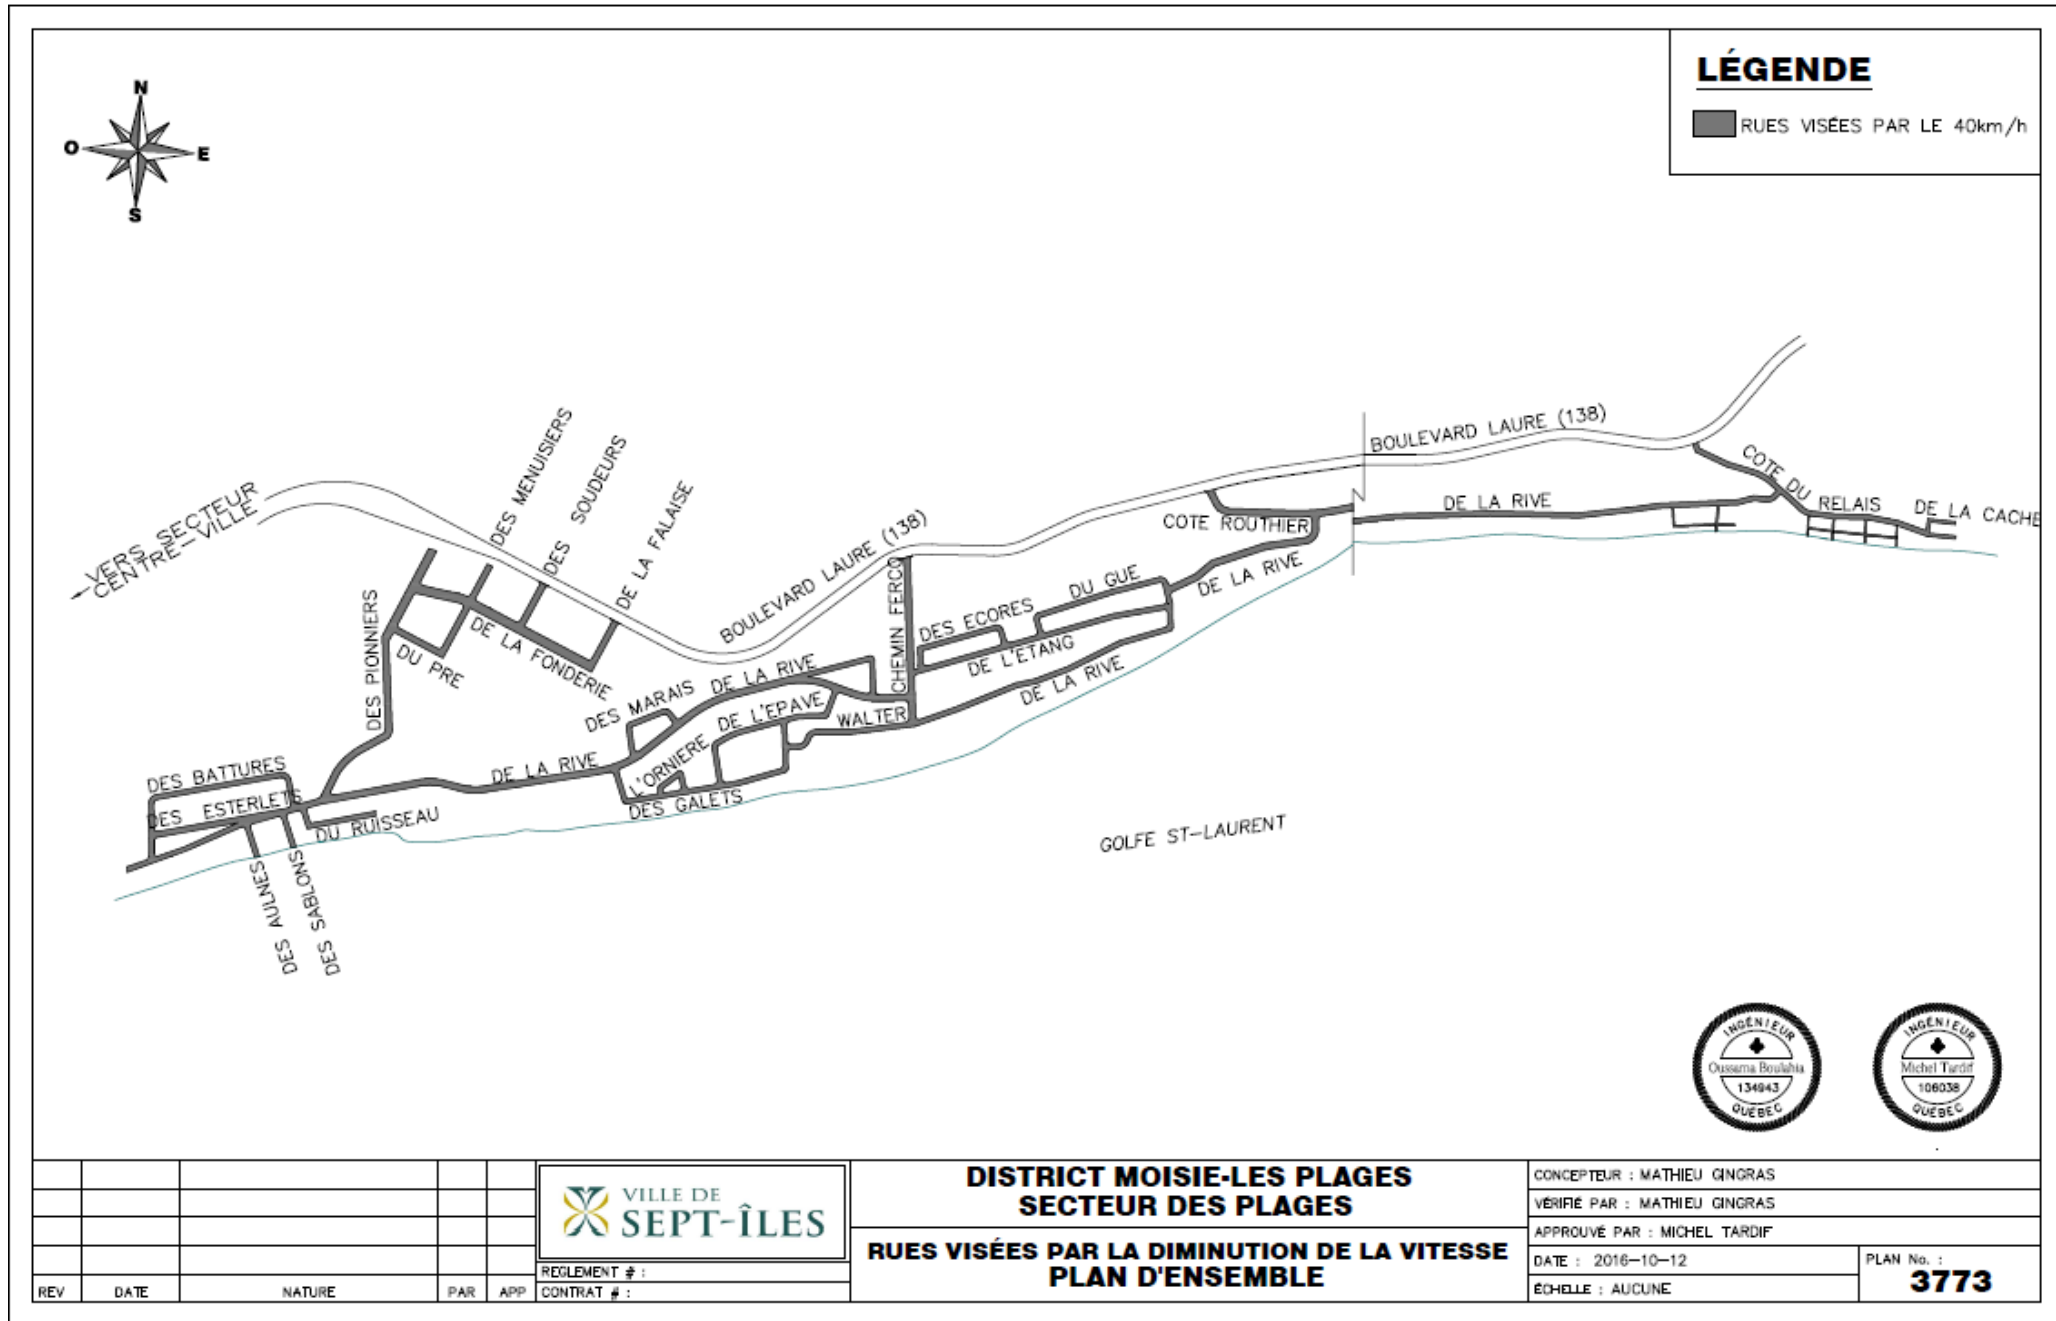 LÉGENDE
RUES VISÉES PAR LE 40km/h
N
O
E
S
VERS SECTEUR
CENTRE-VILLE
DES MENUISIERS
DES SOUDEURS
DE LA FALAISE
BOULEVARD LAURE (138)
BOULEVARD LAURE (138)
COTE DU RELAIS
DE LA CACHE
DE LA RIVE
COTE ROUTHIER
DE LA RIVE
DES PIONNIERS
DU PRE
DE LA FONDERIE
CHEMIN FERCO
DES ECORES
DU GUE
DE L'ETANG
DE LA RIVE
DES MARAIS
DE LA RIVE
DE L'EPAVE
WALTER
L'ORNIERE
DES GALETS
DE LA RIVE
DES BATTURES
DES ESTERLETS
DU RUISSEAU
DES AULNES
DES SABLONS
GOLFE ST-LAURENT
INGÉNIEUR
Oussama Boulahia
134943
QUÉBEC
INGÉNIEUR
Michel Tardif
106038
QUÉBEC
REV DATE NATURE PAR APP
VILLE DE
SEPT-ÎLES
REGLEMENT # :
CONTRAT # :
DISTRICT MOISIE-LES PLAGES
SECTEUR DES PLAGES
RUES VISÉES PAR LA DIMINUTION DE LA VITESSE
PLAN D'ENSEMBLE
CONCEPTEUR : MATHIEU GINGRAS
VÉRIFIÉ PAR : MATHIEU GINGRAS
APPROUVÉ PAR : MICHEL TARDIF
DATE : 2016-10-12
ÉCHELLE : AUCUNE
PLAN No. :
3773